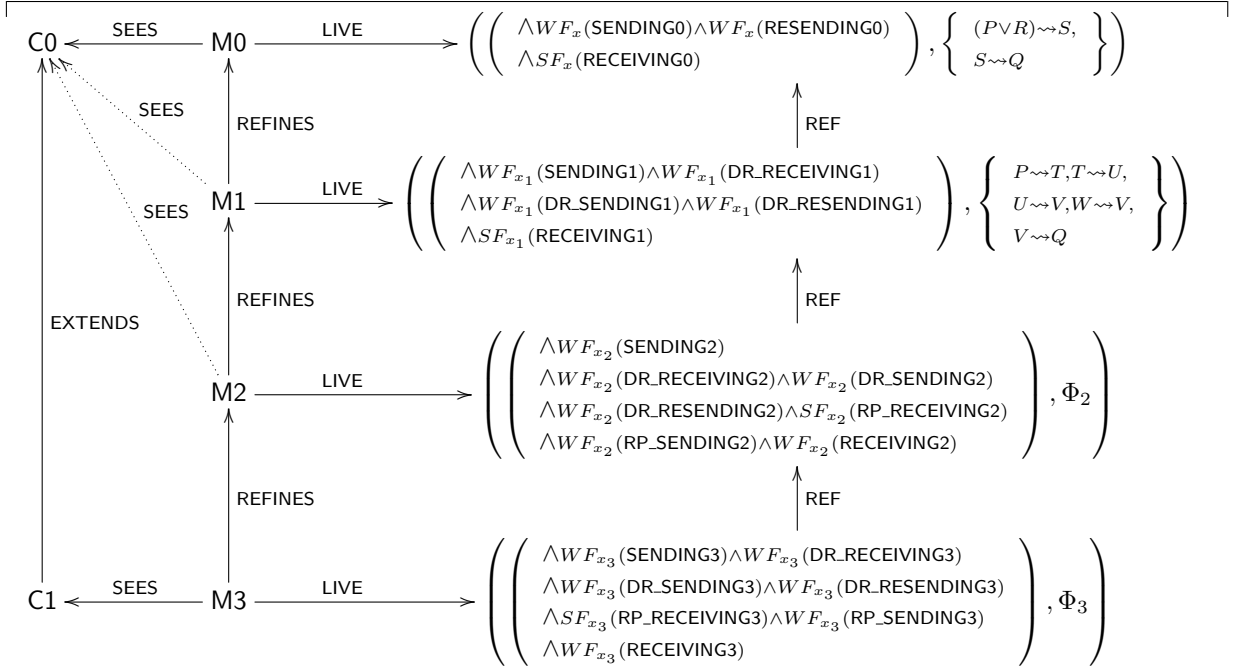 C0 SEES M0 LIVE ( ( ∧WF_x(SENDING0)∧WF_x(RESENDING0) ∧SF_x(RECEIVING0) ) , { (P∨R)⇝S, S⇝Q } )
SEES
REFINES
REF
M1 LIVE ( ( ∧WF_{x_1}(SENDING1)∧WF_{x_1}(DR_RECEIVING1) ∧WF_{x_1}(DR_SENDING1)∧WF_{x_1}(DR_RESENDING1) ∧SF_{x_1}(RECEIVING1) ) , { P⇝T,T⇝U, U⇝V,W⇝V, V⇝Q } )
SEES
REFINES
REF
EXTENDS
M2 LIVE ( ( ∧WF_{x_2}(SENDING2) ∧WF_{x_2}(DR_RECEIVING2)∧WF_{x_2}(DR_SENDING2) ∧WF_{x_2}(DR_RESENDING2)∧SF_{x_2}(RP_RECEIVING2) ∧WF_{x_2}(RP_SENDING2)∧WF_{x_2}(RECEIVING2) ) , Φ_2 )
REFINES
REF
C1 SEES M3 LIVE ( ( ∧WF_{x_3}(SENDING3)∧WF_{x_3}(DR_RECEIVING3) ∧WF_{x_3}(DR_SENDING3)∧WF_{x_3}(DR_RESENDING3) ∧SF_{x_3}(RP_RECEIVING3)∧WF_{x_3}(RP_SENDING3) ∧WF_{x_3}(RECEIVING3) ) , Φ_3 )